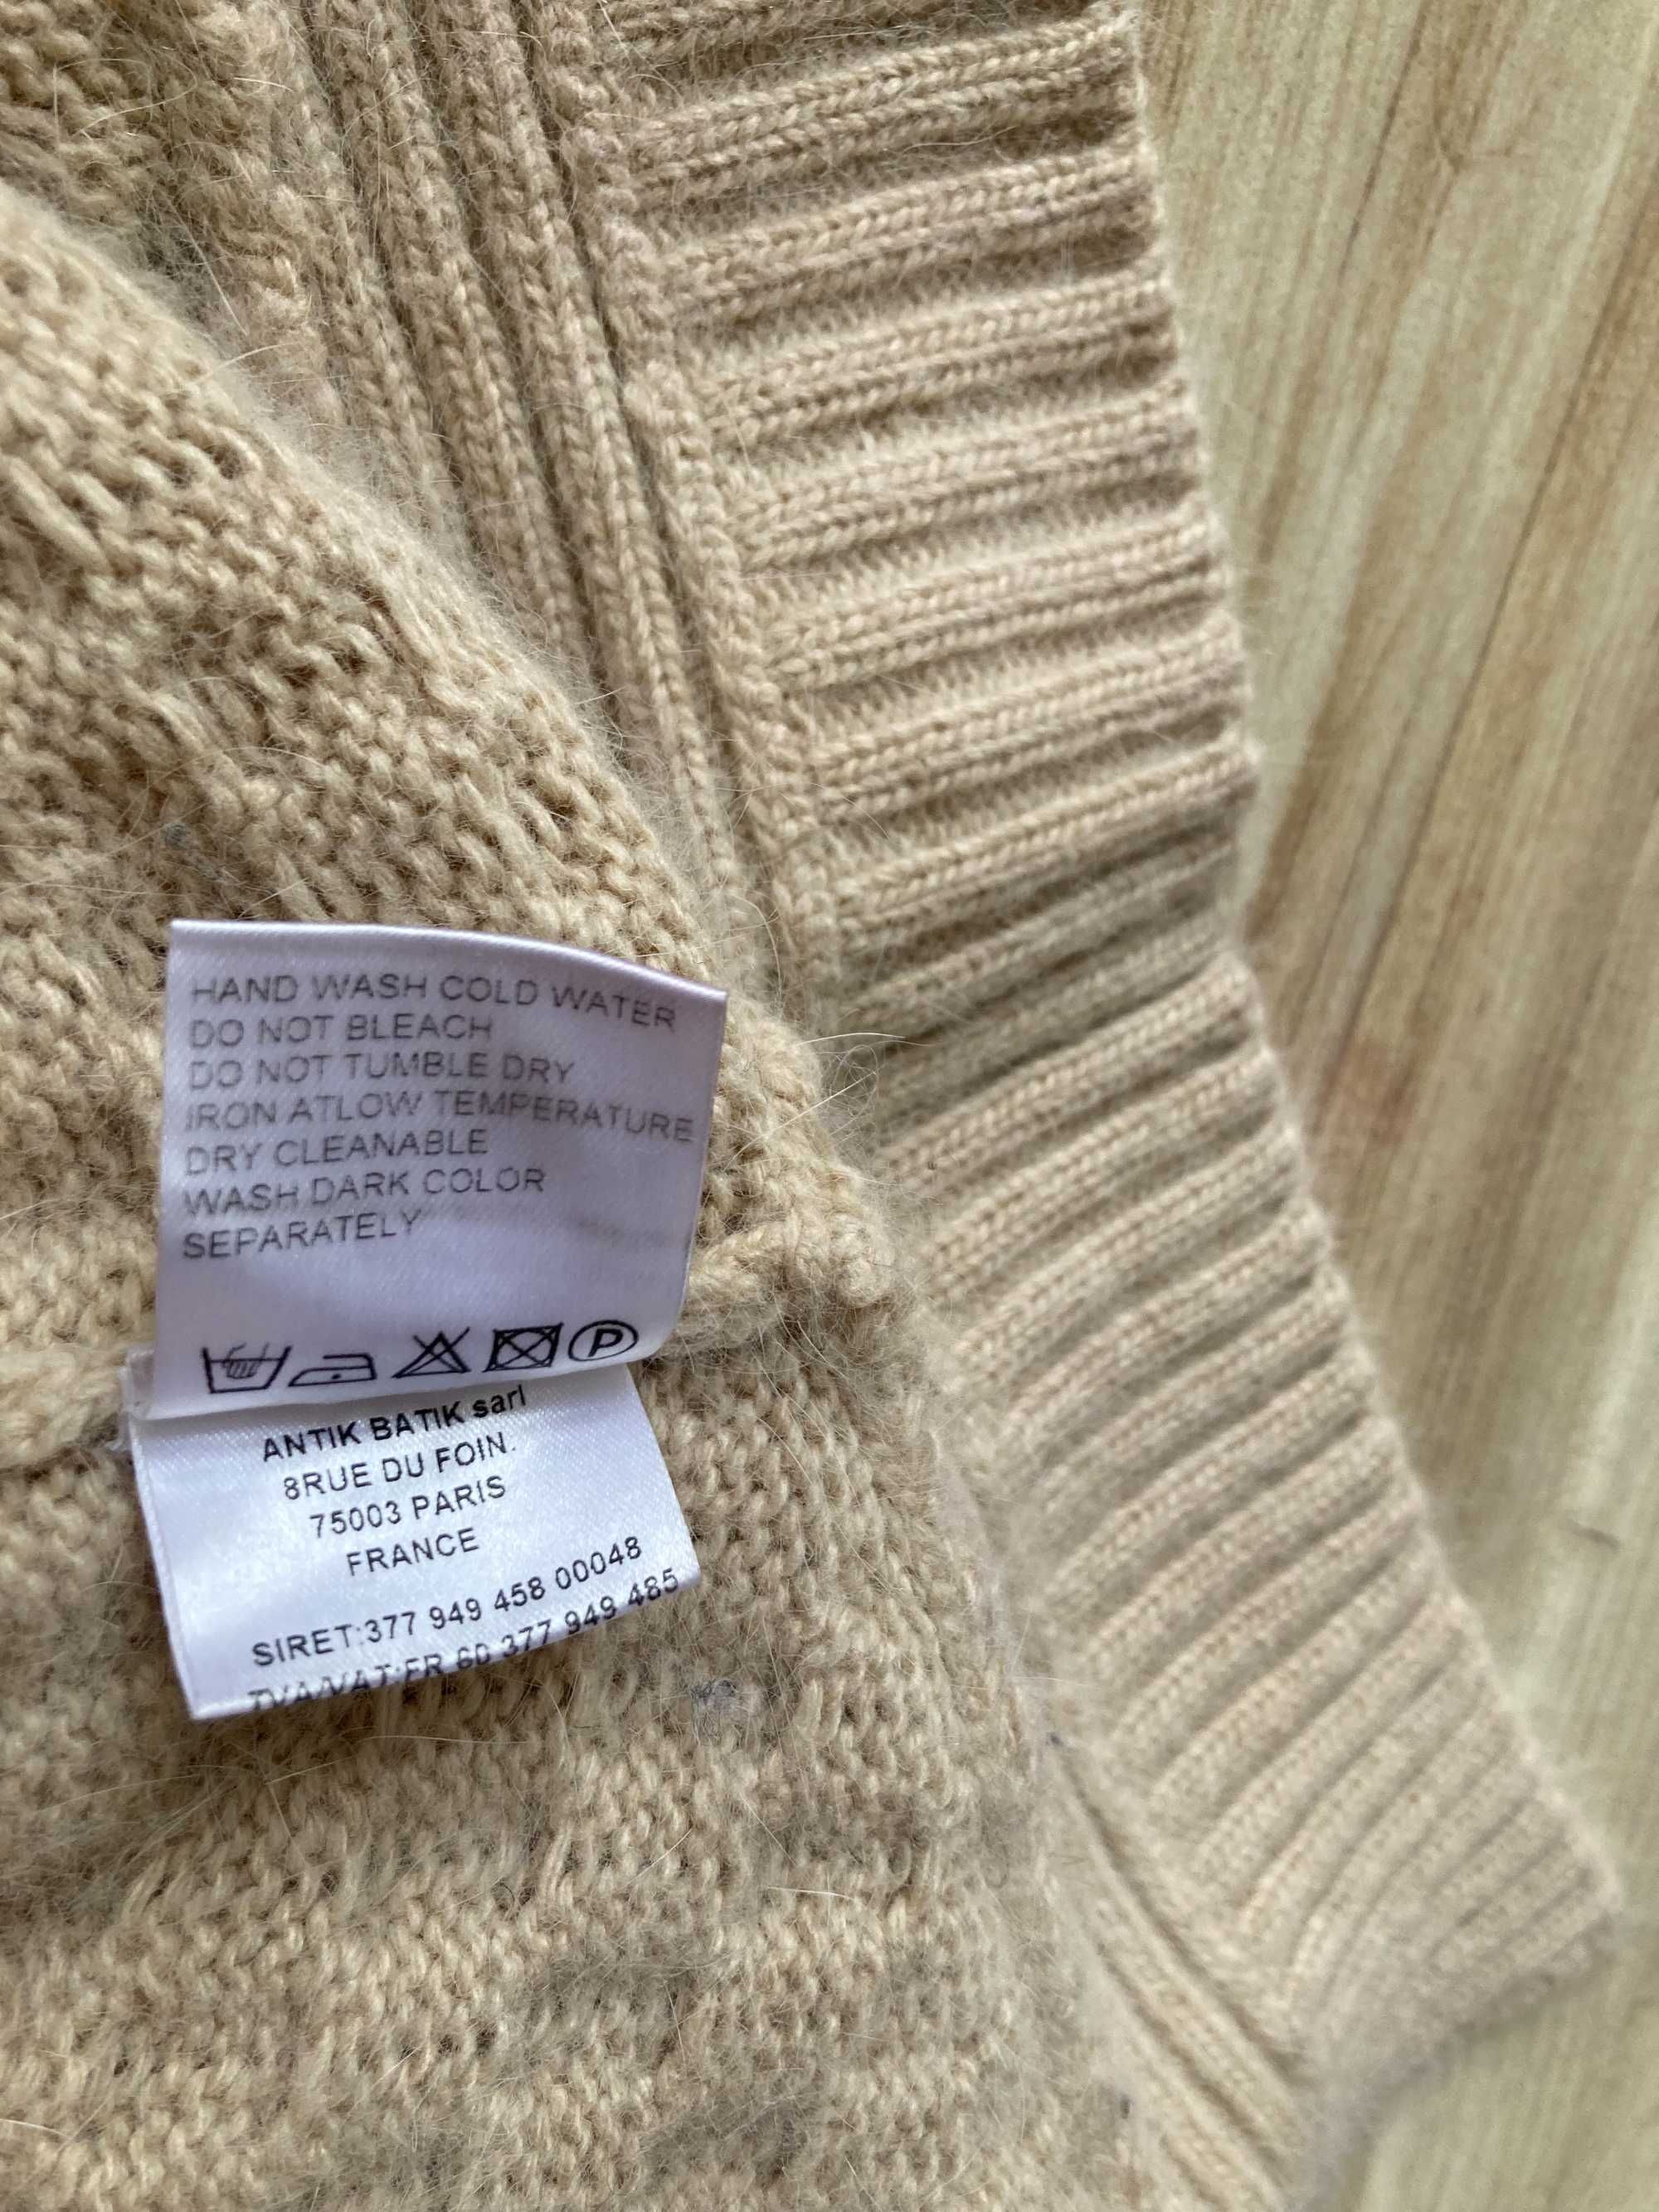 HAND WASH COLD WATER
DO NOT BLEACH
DO NOT TUMBLE DRY
IRON ATLOW TEMPERATURE
DRY CLEANABLE
WASH DARK COLOR
SEPARATELY
P
ANTIK BATIK sarl
8RUE DU FOIN.
75003 PARIS
FRANCE
SIRET:377 949 458 00048
TVA/VAT:FR 60 377 949 485